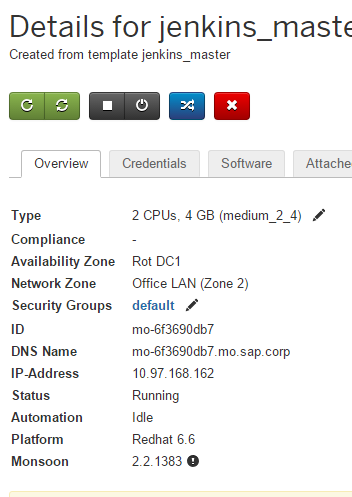 Details for jenkins_maste
Created from template jenkins_master
Overview Credentials Software Attache
Type 2 CPUs, 4 GB (medium_2_4)
Compliance -
Availability Zone Rot DC1
Network Zone Office LAN (Zone 2)
Security Groups default
ID mo-6f3690db7
DNS Name mo-6f3690db7.mo.sap.corp
IP-Address 10.97.168.162
Status Running
Automation Idle
Platform Redhat 6.6
Monsoon 2.2.1383